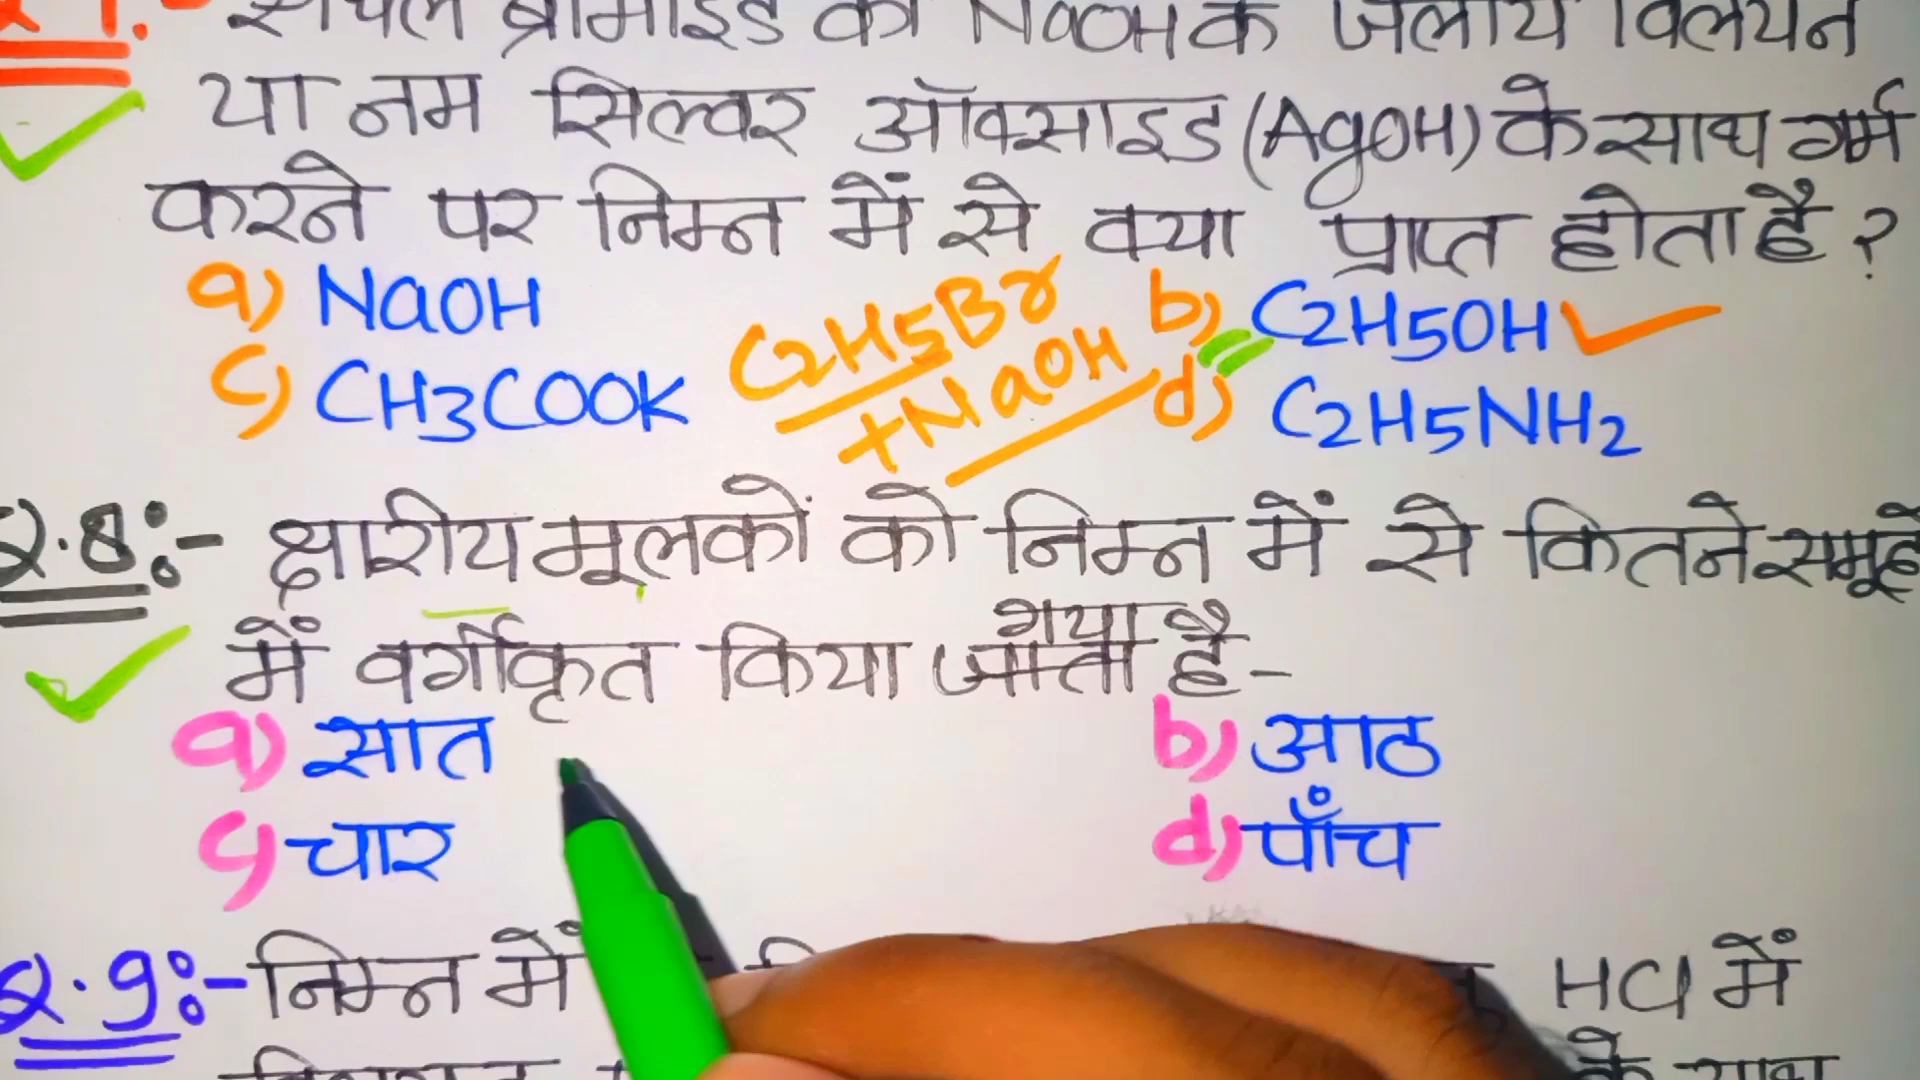 ब्रोमाइड को NaOH के जलीय विलयन
या नम सिल्वर ऑक्साइड (AgOH) के साथ गर्म
करने पर निम्न में से क्या प्राप्त होता है ?
a) NaOH
b) C2H5OH
C2H5Br
+NaOH
c) CH3COOK
d) C2H5NH2
Q.8:- क्षारीय मूलकों को निम्न में से कितने समूहों
गया
में वर्गीकृत किया जाता है-
a) सात
b) आठ
c) चार
d) पाँच
Q.9:- निम्न में HCl में
के साथ